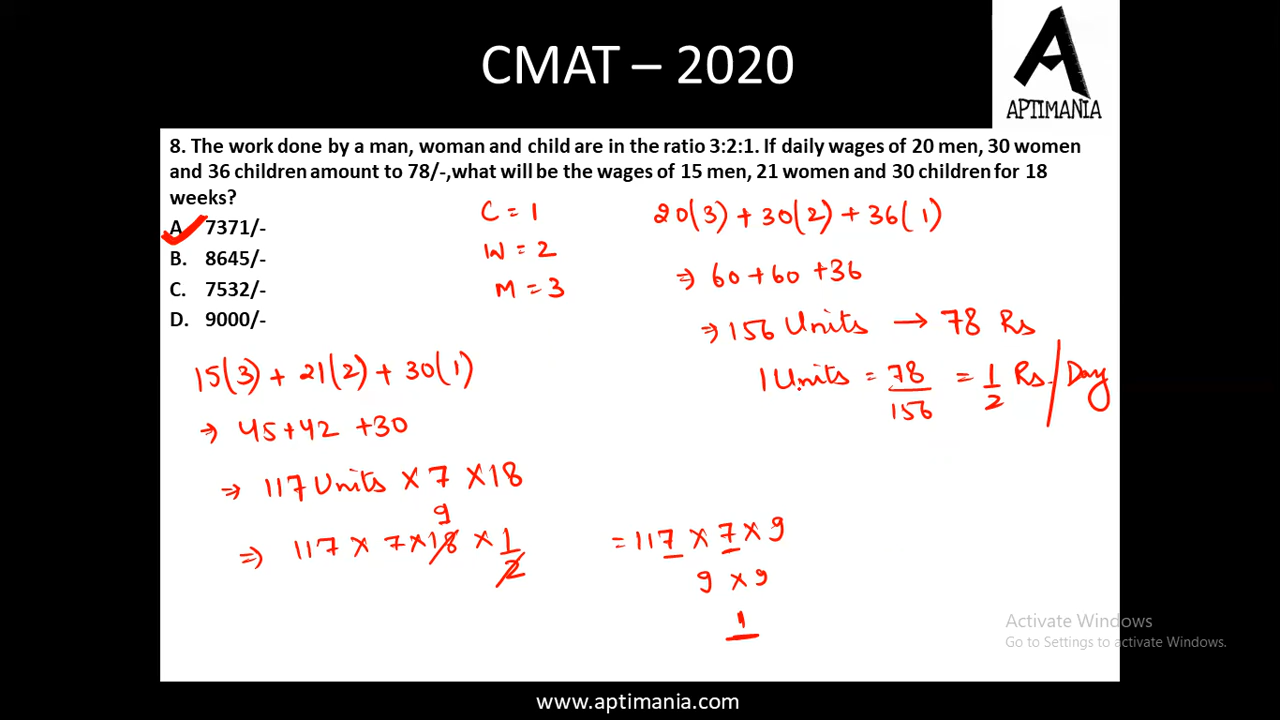 CMAT – 2020
A
APTIMANIA
8. The work done by a man, woman and child are in the ratio 3:2:1. If daily wages of 20 men, 30 women
and 36 children amount to 78/-,what will be the wages of 15 men, 21 women and 30 children for 18
weeks?
A. 7371/-
B. 8645/-
C. 7532/-
D. 9000/-
C = 1
W = 2
M = 3
20(3) + 30(2) + 36(1)
⇒ 60 + 60 + 36
⇒ 156 Units → 78 Rs
1 Units = 78/156 = 1/2 Rs/Day
15(3) + 21(2) + 30(1)
⇒ 45 + 42 + 30
⇒ 117 Units × 7 × 18
9
⇒ 117 × 7 × 18 × 1/2
= 117 × 7 × 9
9 × 9
1
Activate Windows
Go to Settings to activate Windows.
www.aptimania.com